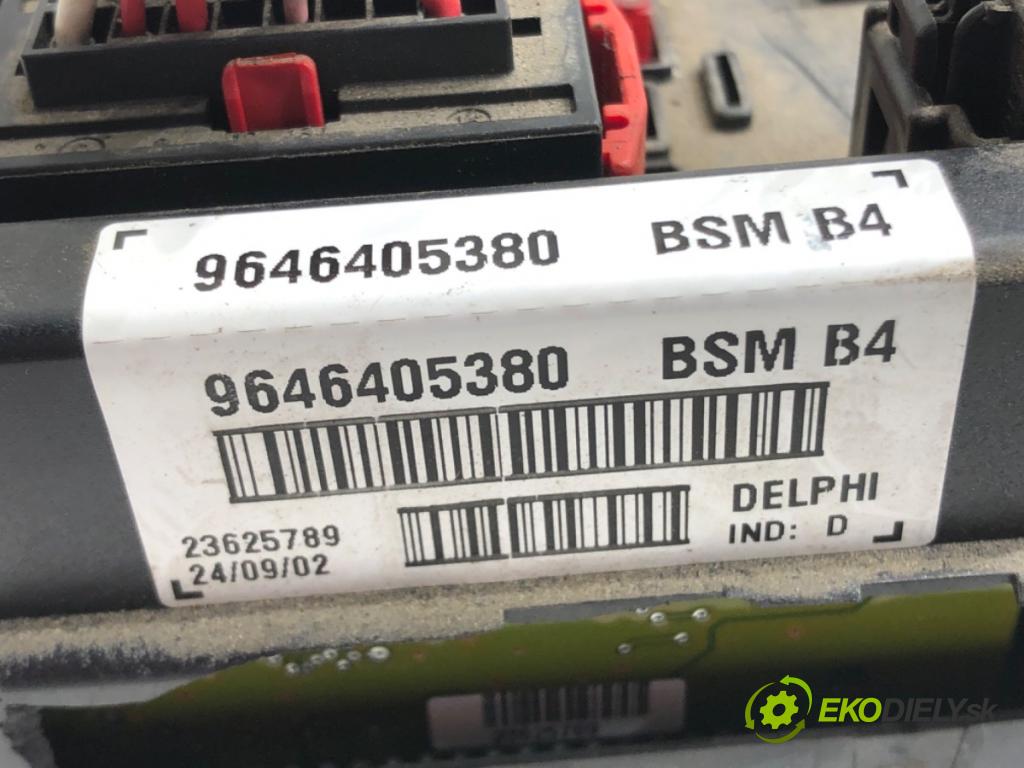 9646405380 BSM B4
9646405380 BSM B4
DELPHI
23625789
IND: D
24/09/02
EKODIELY.sk